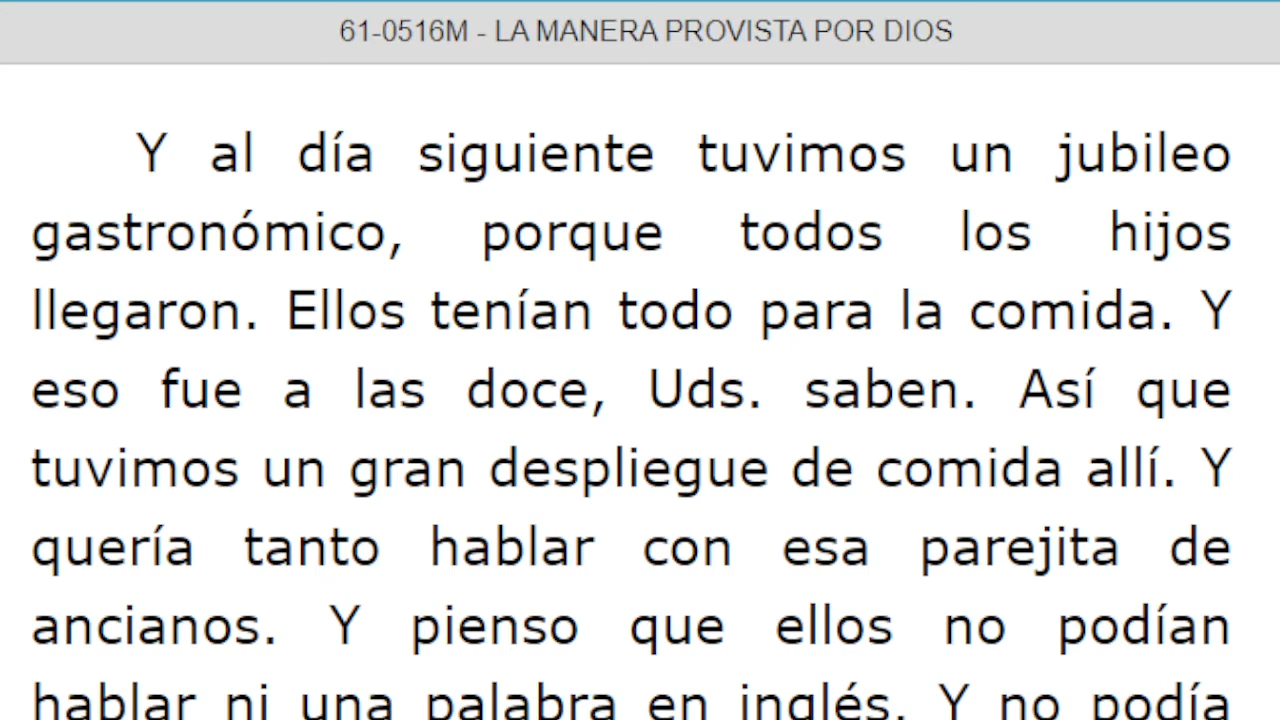 61-0516M - LA MANERA PROVISTA POR DIOS
Y al día siguiente tuvimos un jubileo
gastronómico, porque todos los hijos
llegaron. Ellos tenían todo para la comida. Y
eso fue a las doce, Uds. saben. Así que
tuvimos un gran despliegue de comida allí. Y
quería tanto hablar con esa parejita de
ancianos. Y pienso que ellos no podían
hablar ni una palabra en inglés. Y no podía